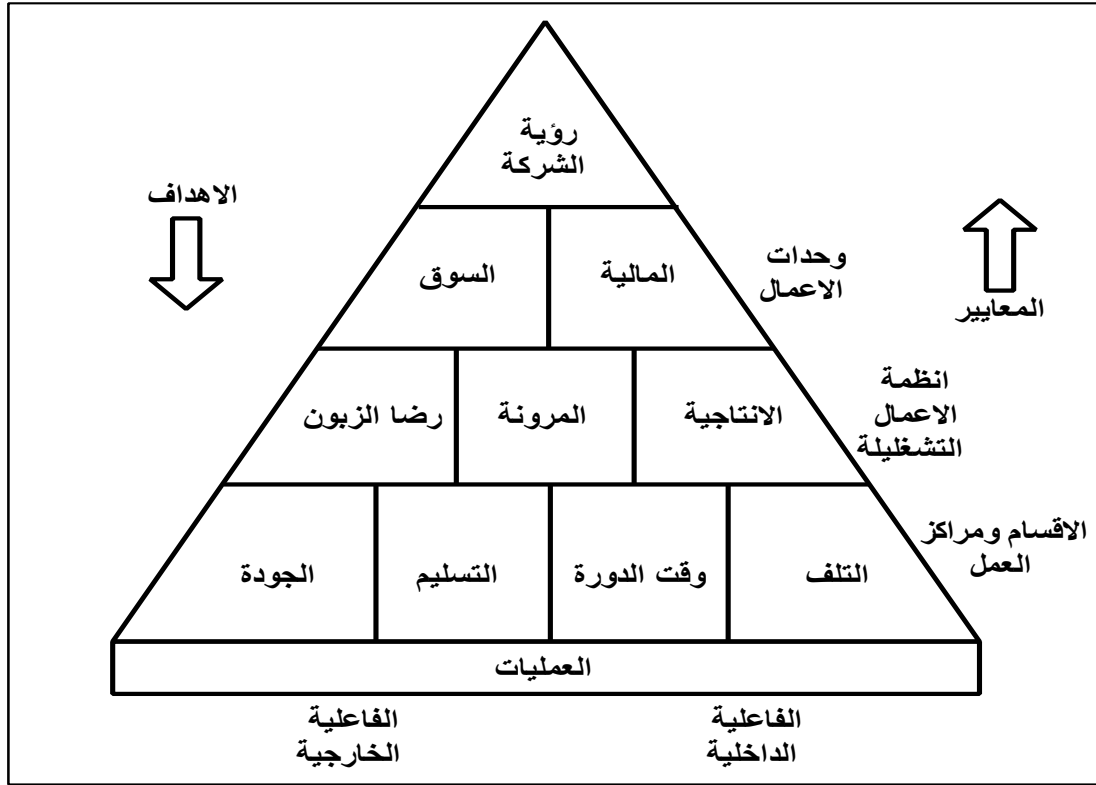 رؤية
الشركة
الاهداف
وحدات
الاعمال
المالية
السوق
المعايير
انظمة
الاعمال
التشغليلة
الانتاجية
المرونة
رضا الزبون
الاقسام ومراكز
العمل
التلف
وقت الدورة
التسليم
الجودة
العمليات
الفاعلية
الداخلية
الفاعلية
الخارجية